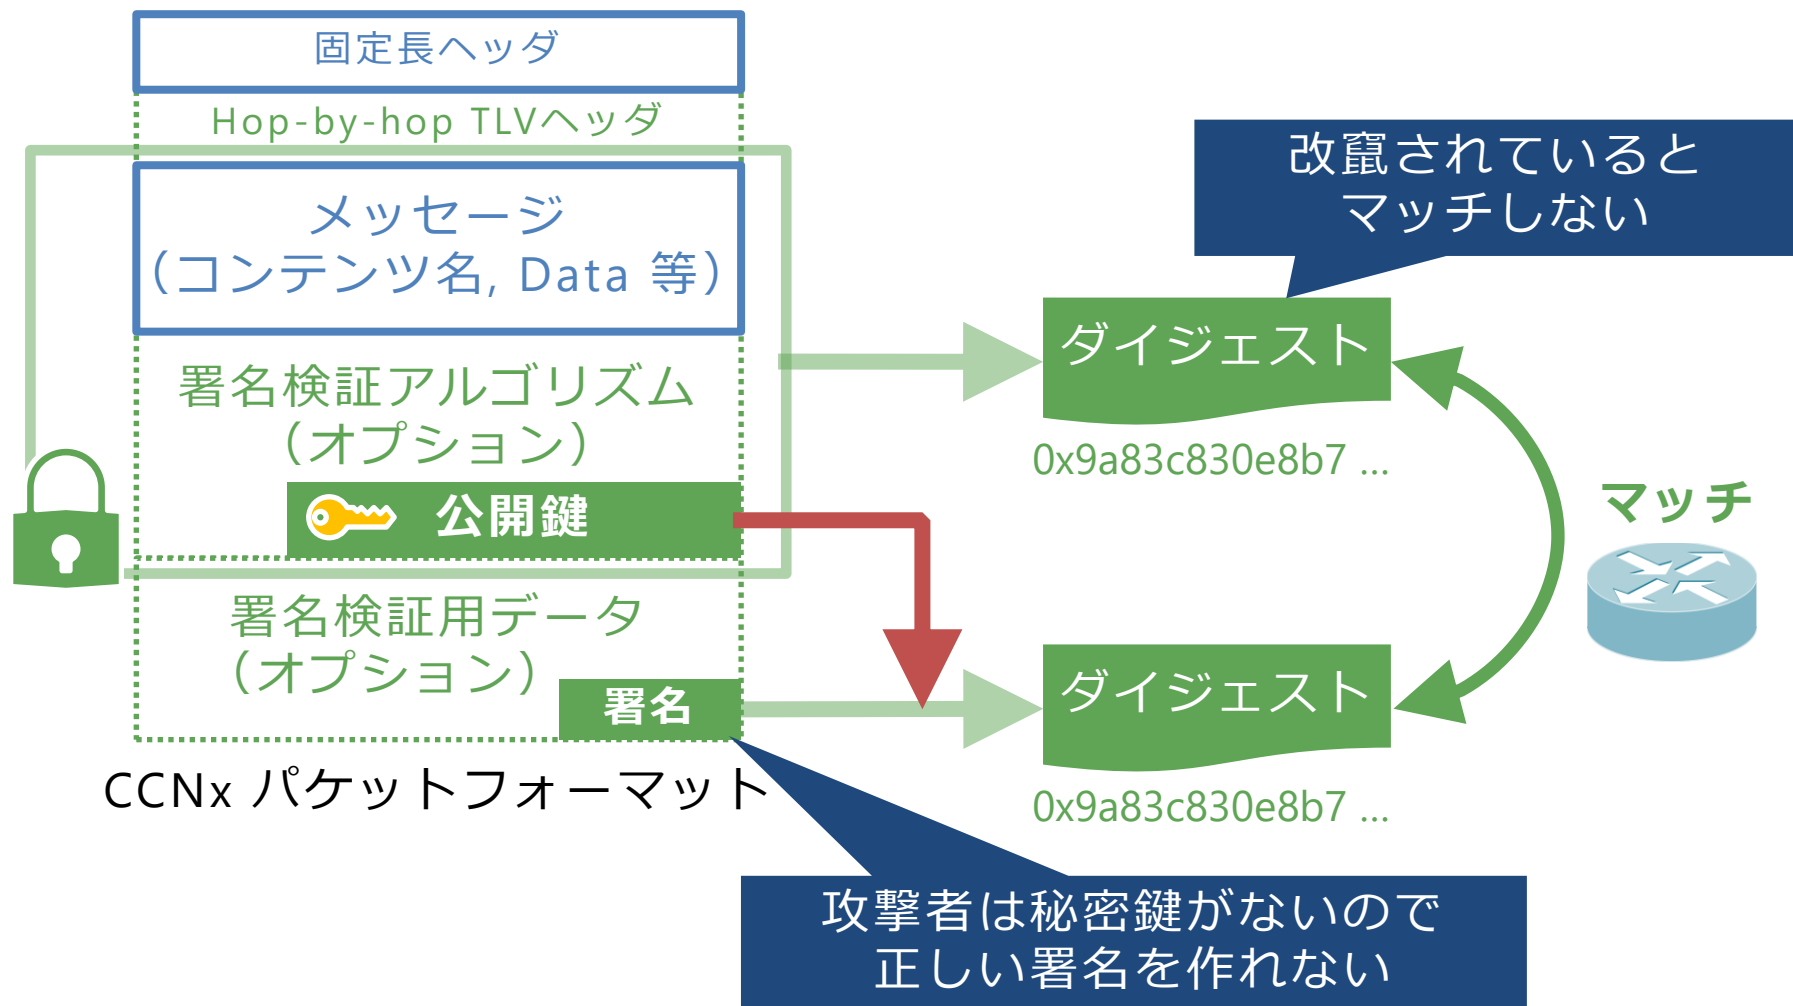 固定長ヘッダ
Hop-by-hop TLVヘッダ
メッセージ
（コンテンツ名, Data 等）
署名検証アルゴリズム
（オプション）
公開鍵
署名検証用データ
（オプション）
署名
CCNx パケットフォーマット
改竄されていると
マッチしない
ダイジェスト
0x9a83c830e8b7 ...
マッチ
ダイジェスト
0x9a83c830e8b7 ...
攻撃者は秘密鍵がないので
正しい署名を作れない